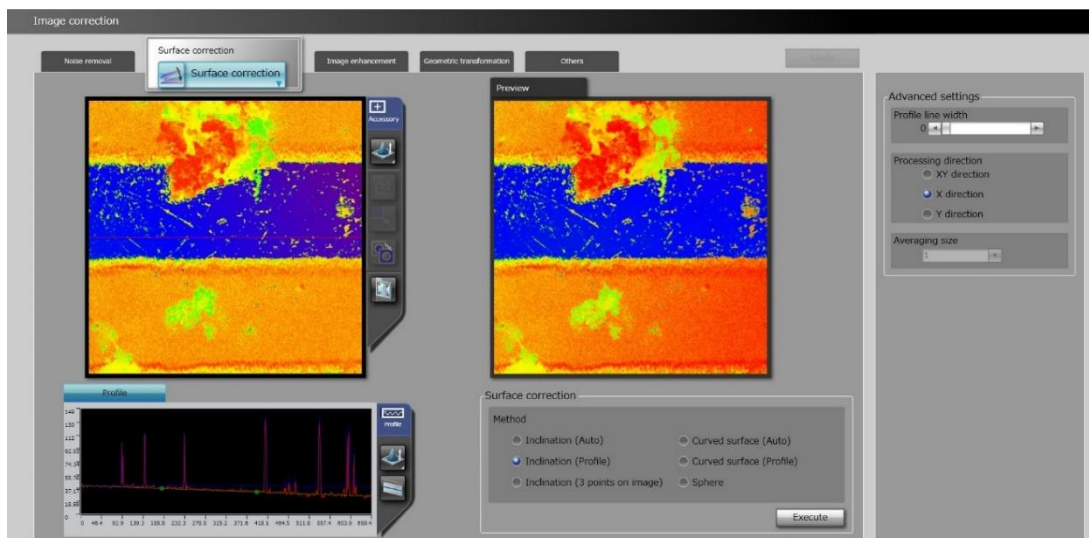 Image correction
Surface correction
Surface correction
Noise removal
Image enhancement
Geometric transformation
Others
Preview
Accessory
Advanced settings
Profile line width
0
Processing direction
XY direction
X direction
Y direction
Averaging size
1
Profile
Profile
0
Surface correction
Method
Inclination (Auto)
Curved surface (Auto)
Inclination (Profile)
Curved surface (Profile)
Inclination (3 points on image)
Sphere
Execute